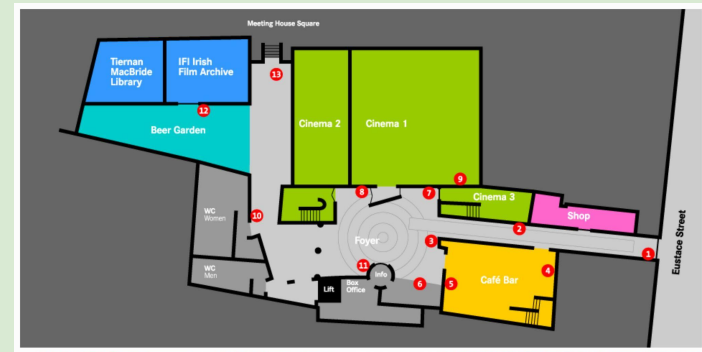 Meeting House Square
13
Tiernan
MacBride
Library
IFI Irish
Film Archive
12
Beer Garden
Cinema 2
Cinema 1
9
8
7
Cinema 3
WC
Women
10
Shop
2
Foyer
3
1
Eustace Street
11
Info
WC
Men
Lift
Box
Office
6
5
Café Bar
4